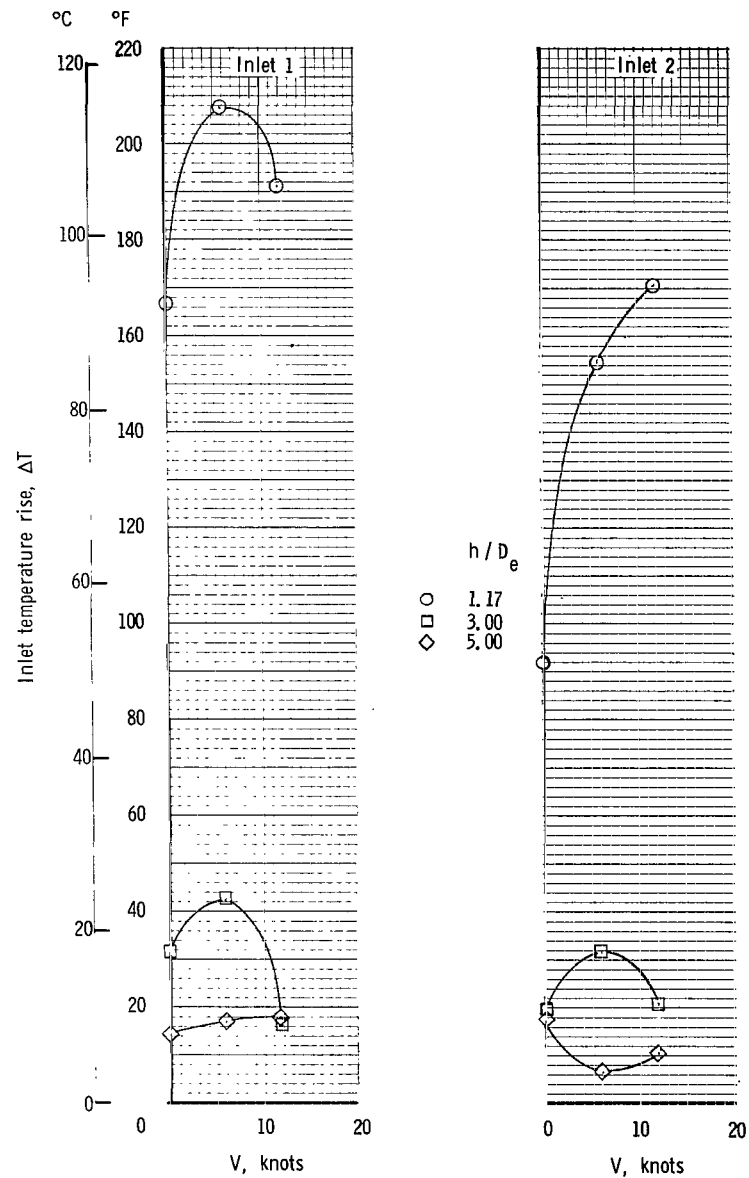 °C °F
Inlet 1
Inlet 2
220
200
180
160
140
120
100
80
60
40
20
0
120
100
80
60
40
20
0
Inlet temperature rise, ΔT
h / De
○ 1.17
□ 3.00
◇ 5.00
10 20
V, knots
0 10 20
V, knots